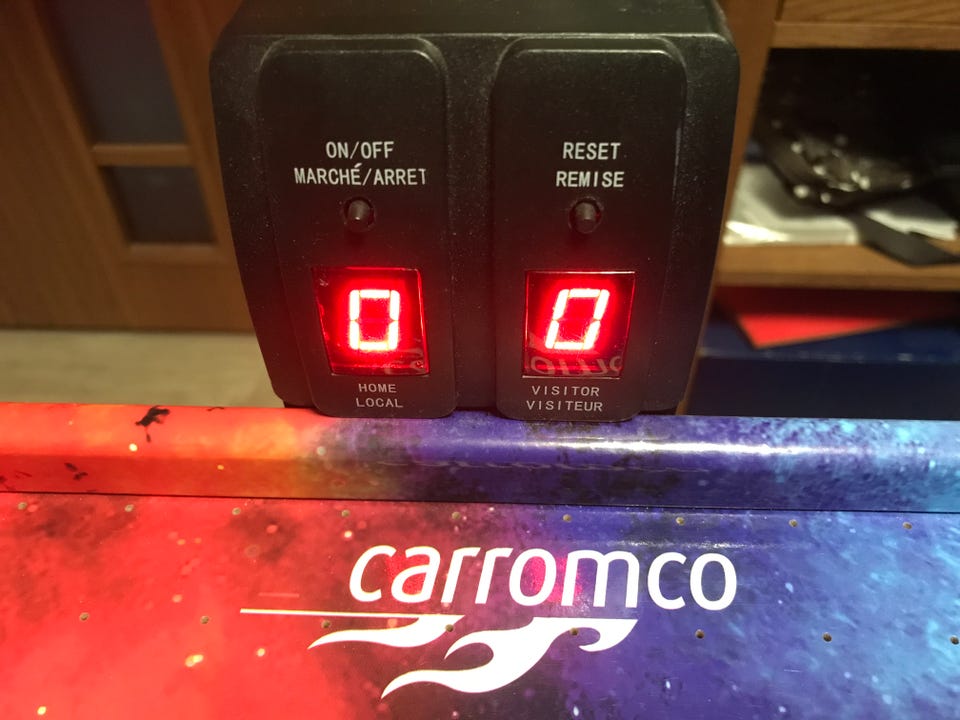 ON/OFF
MARCHÉ/ARRET
RESET
REMISE
0
0
HOME
LOCAL
VISITOR
VISITEUR
carromco